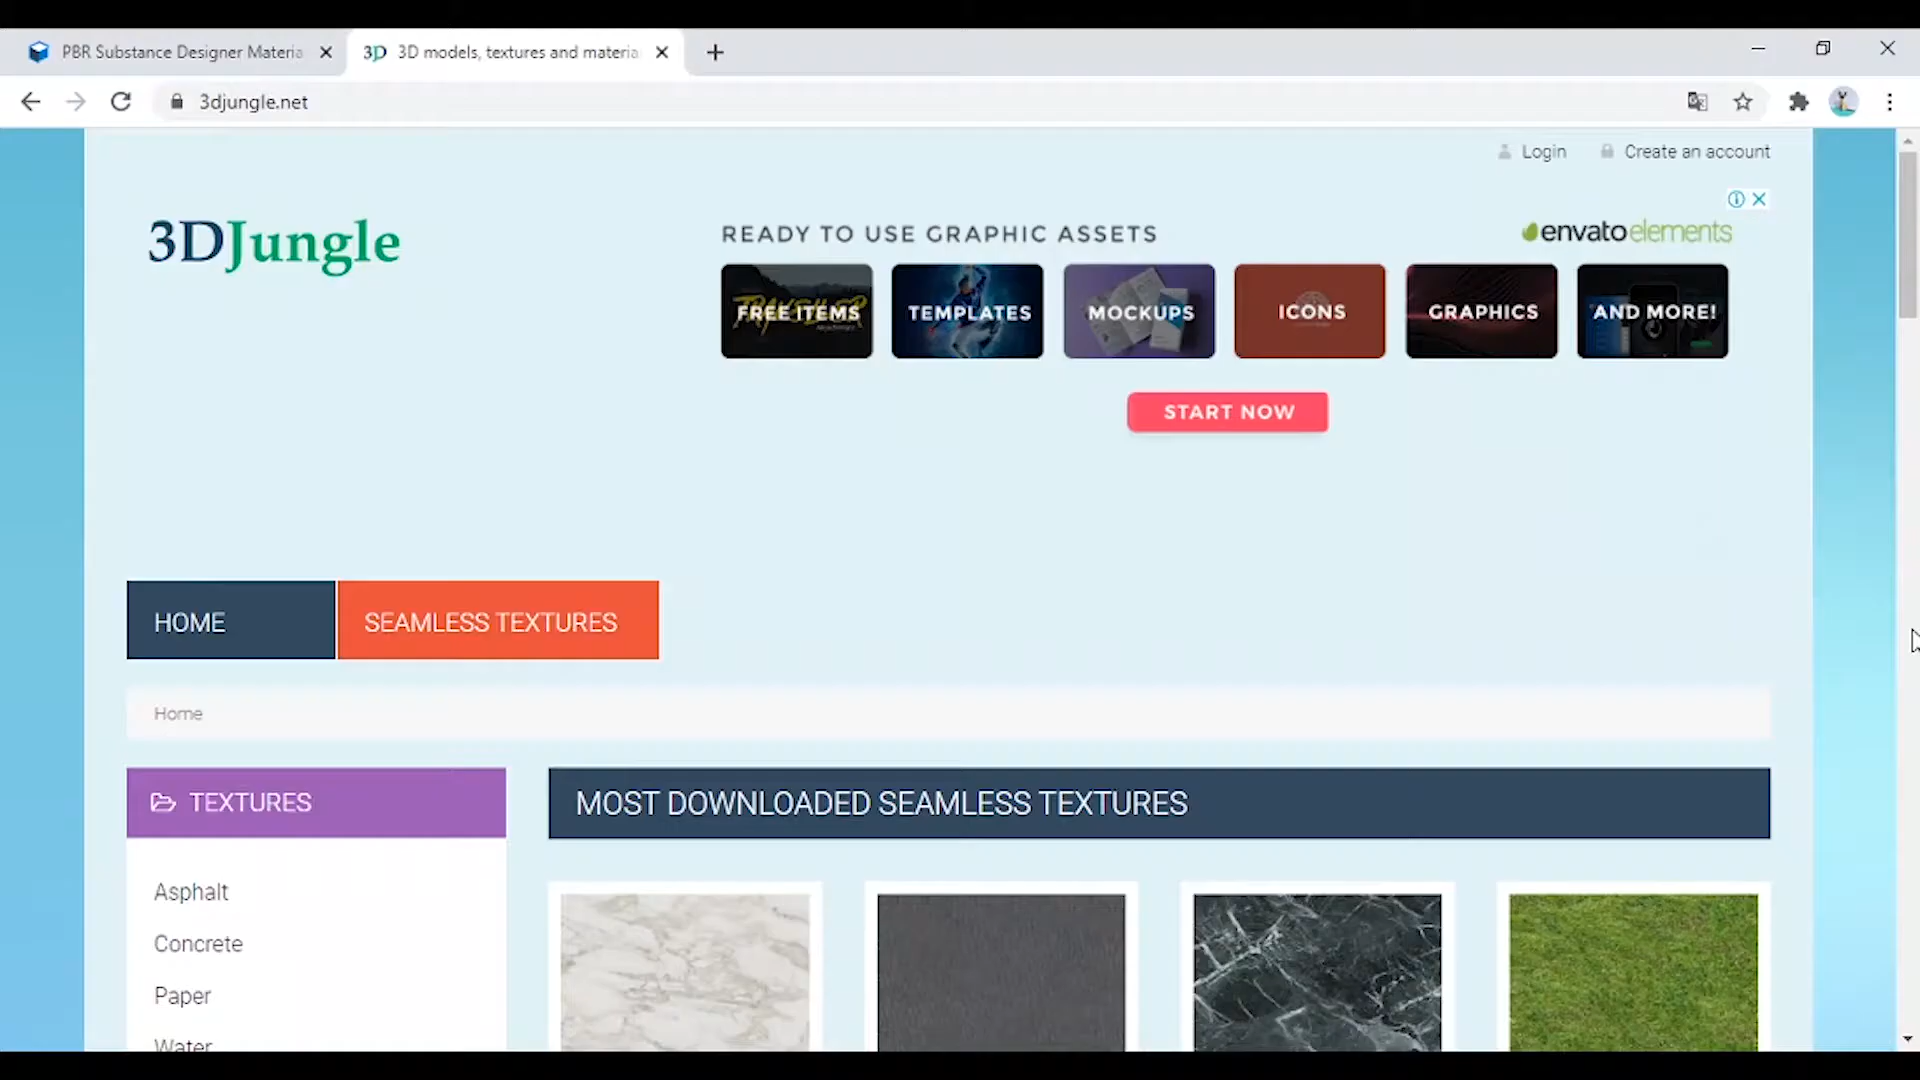 PBR Substance Designer Materia
3D 3D models, textures and materia
3djungle.net
Login
Create an account
3DJungle
READY TO USE GRAPHIC ASSETS
envatoelements
FREE ITEMS
TEMPLATES
MOCKUPS
ICONS
GRAPHICS
AND MORE!
START NOW
HOME
SEAMLESS TEXTURES
Home
TEXTURES
MOST DOWNLOADED SEAMLESS TEXTURES
Asphalt
Concrete
Paper
Water